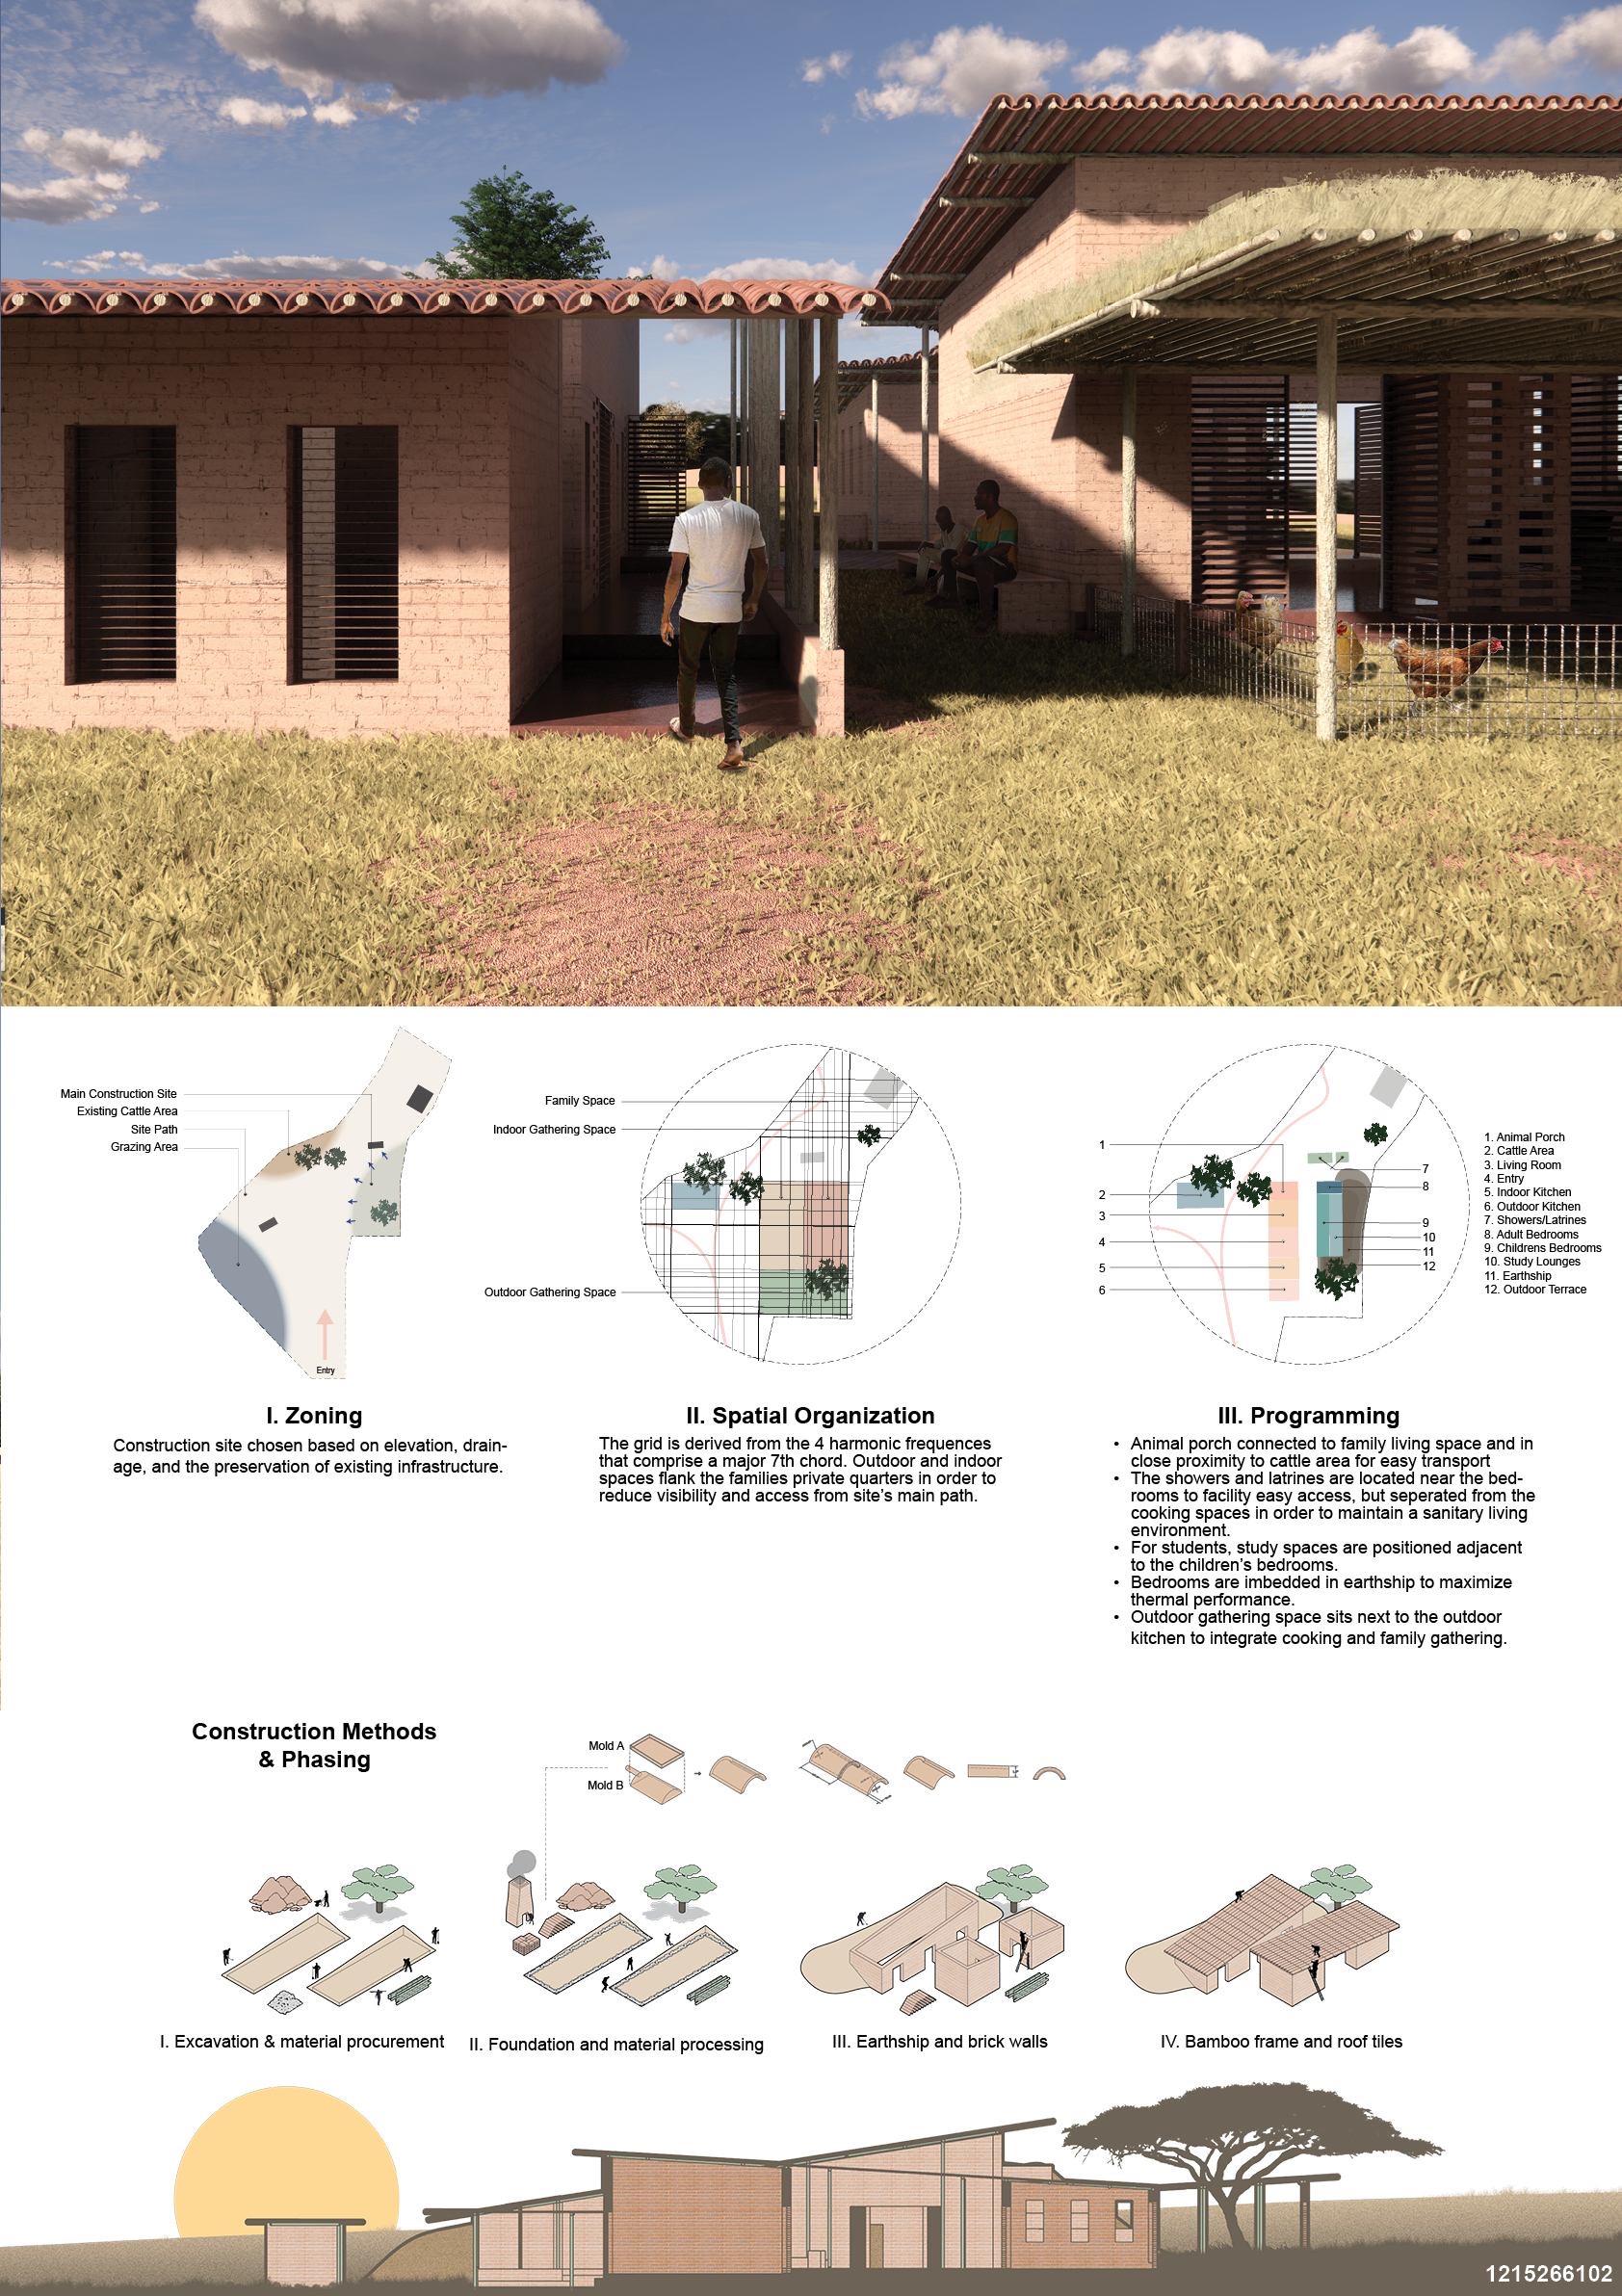 Main Construction Site
Existing Cattle Area
Site Path
Grazing Area
Entry
Family Space
Indoor Gathering Space
Outdoor Gathering Space
1
2
3
4
5
6
7
8
9
10
11
12
1. Animal Porch
2. Cattle Area
3. Living Room
4. Entry
5. Indoor Kitchen
6. Outdoor Kitchen
7. Showers/Latrines
8. Adult Bedrooms
9. Childrens Bedrooms
10. Study Lounges
11. Earthship
12. Outdoor Terrace
I. Zoning
Construction site chosen based on elevation, drain-
age, and the preservation of existing infrastructure.
II. Spatial Organization
The grid is derived from the 4 harmonic frequences
that comprise a major 7th chord. Outdoor and indoor
spaces flank the families private quarters in order to
reduce visibility and access from site's main path.
III. Programming
• Animal porch connected to family living space and in
close proximity to cattle area for easy transport
• The showers and latrines are located near the bed-
rooms to facility easy access, but seperated from the
cooking spaces in order to maintain a sanitary living
environment.
• For students, study spaces are positioned adjacent
to the children's bedrooms.
• Bedrooms are imbedded in earthship to maximize
thermal performance.
• Outdoor gathering space sits next to the outdoor
kitchen to integrate cooking and family gathering.
Construction Methods
& Phasing
Mold A
Mold B
I. Excavation & material procurement
II. Foundation and material processing
III. Earthship and brick walls
IV. Bamboo frame and roof tiles
1215266102